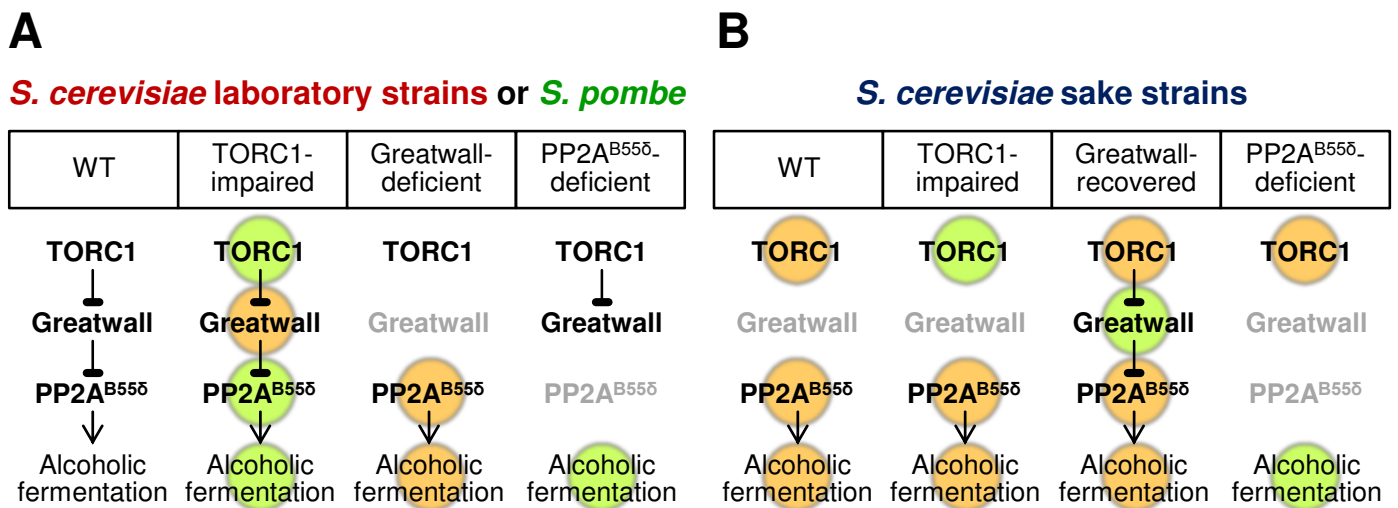 A
B
S. cerevisiae laboratory strains or S. pombe
S. cerevisiae sake strains
WT
TORC1-
impaired
Greatwall-
deficient
PP2AB55δ-
deficient
WT
TORC1-
impaired
Greatwall-
recovered
PP2AB55δ-
deficient
TORC1 TORC1 TORC1 TORC1 TORC1 TORC1 TORC1 TORC1
Greatwall Greatwall Greatwall Greatwall Greatwall Greatwall Greatwall Greatwall
PP2AB55δ PP2AB55δ PP2AB55δ PP2AB55δ PP2AB55δ PP2AB55δ PP2AB55δ PP2AB55δ
Alcoholic Alcoholic Alcoholic Alcoholic Alcoholic Alcoholic Alcoholic Alcoholic
fermentation fermentation fermentation fermentation fermentation fermentation fermentation fermentation